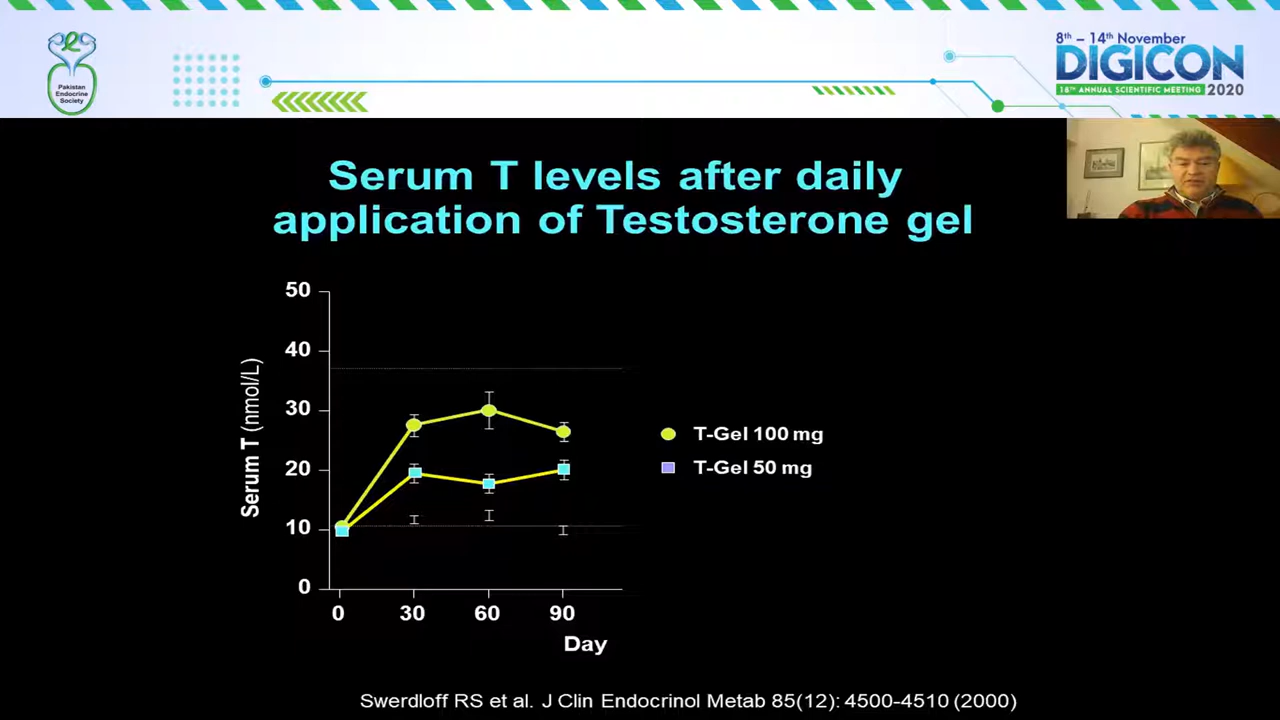 Pakistan
Endocrine
Society
8th – 14th November
DIGICON
18TH ANNUAL SCIENTIFIC MEETING 2020
Serum T levels after daily
application of Testosterone gel
Serum T (nmol/L)
50
40
30
20
10
0
0 30 60 90
Day
T-Gel 100 mg
T-Gel 50 mg
Swerdloff RS et al. J Clin Endocrinol Metab 85(12): 4500-4510 (2000)